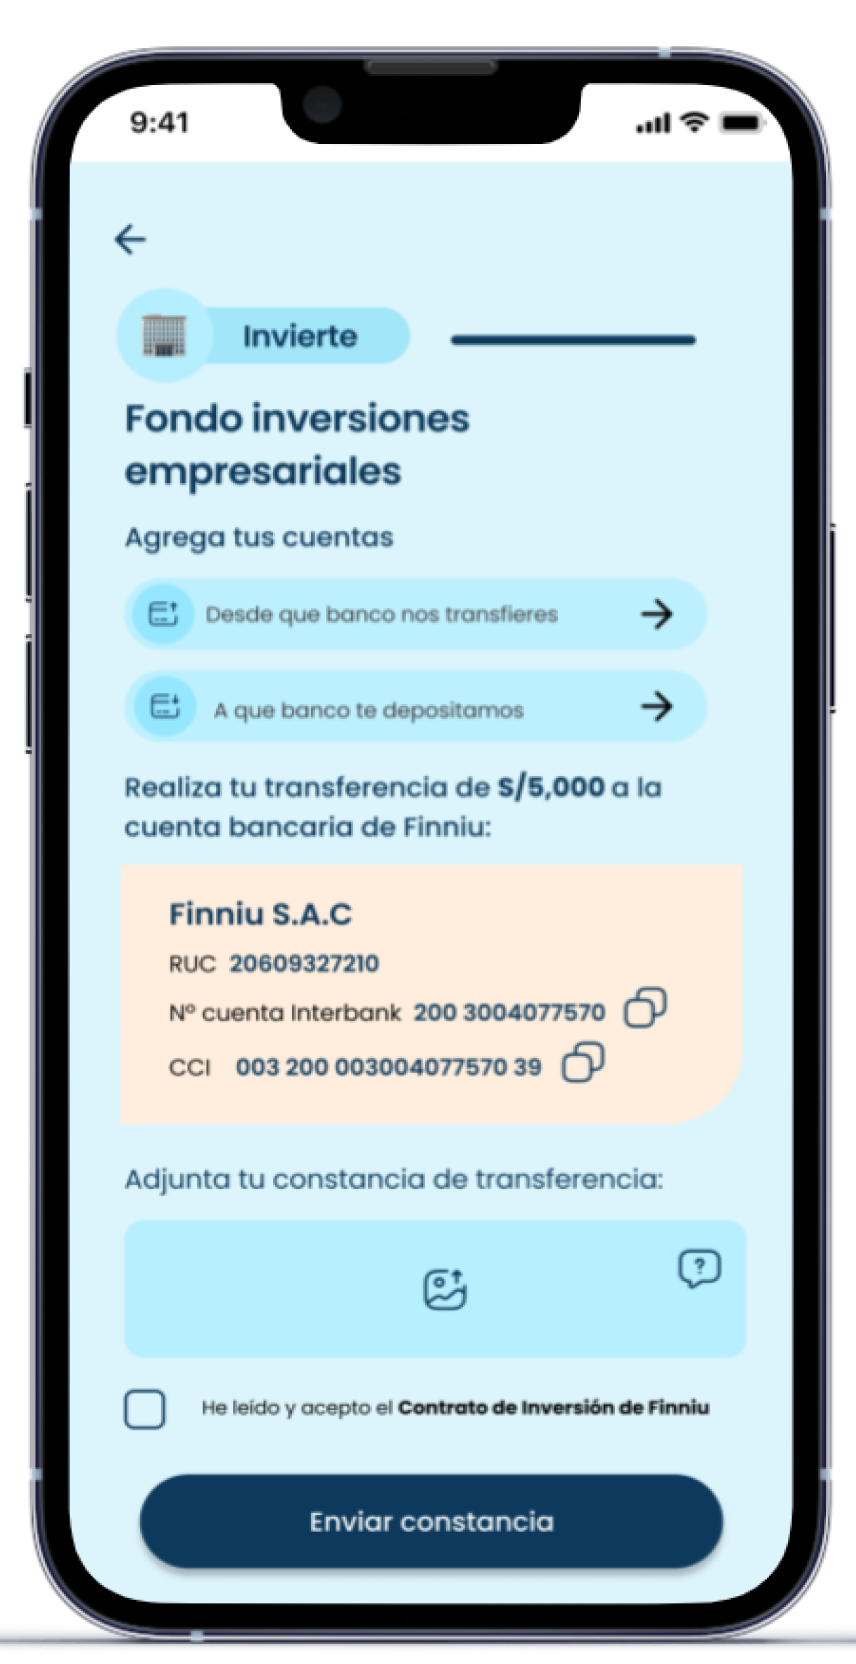 9:41
Invierte
Fondo inversiones
empresariales
Agrega tus cuentas
Desde que banco nos transfieres
A que banco te depositamos
Realiza tu transferencia de S/5,000 a la
cuenta bancaria de Finniu:
Finniu S.A.C
RUC 20609327210
Nº cuenta Interbank 200 3004077570
CCI 003 200 003004077570 39
Adjunta tu constancia de transferencia:
?
He leído y acepto el Contrato de Inversión de Finniu
Enviar constancia